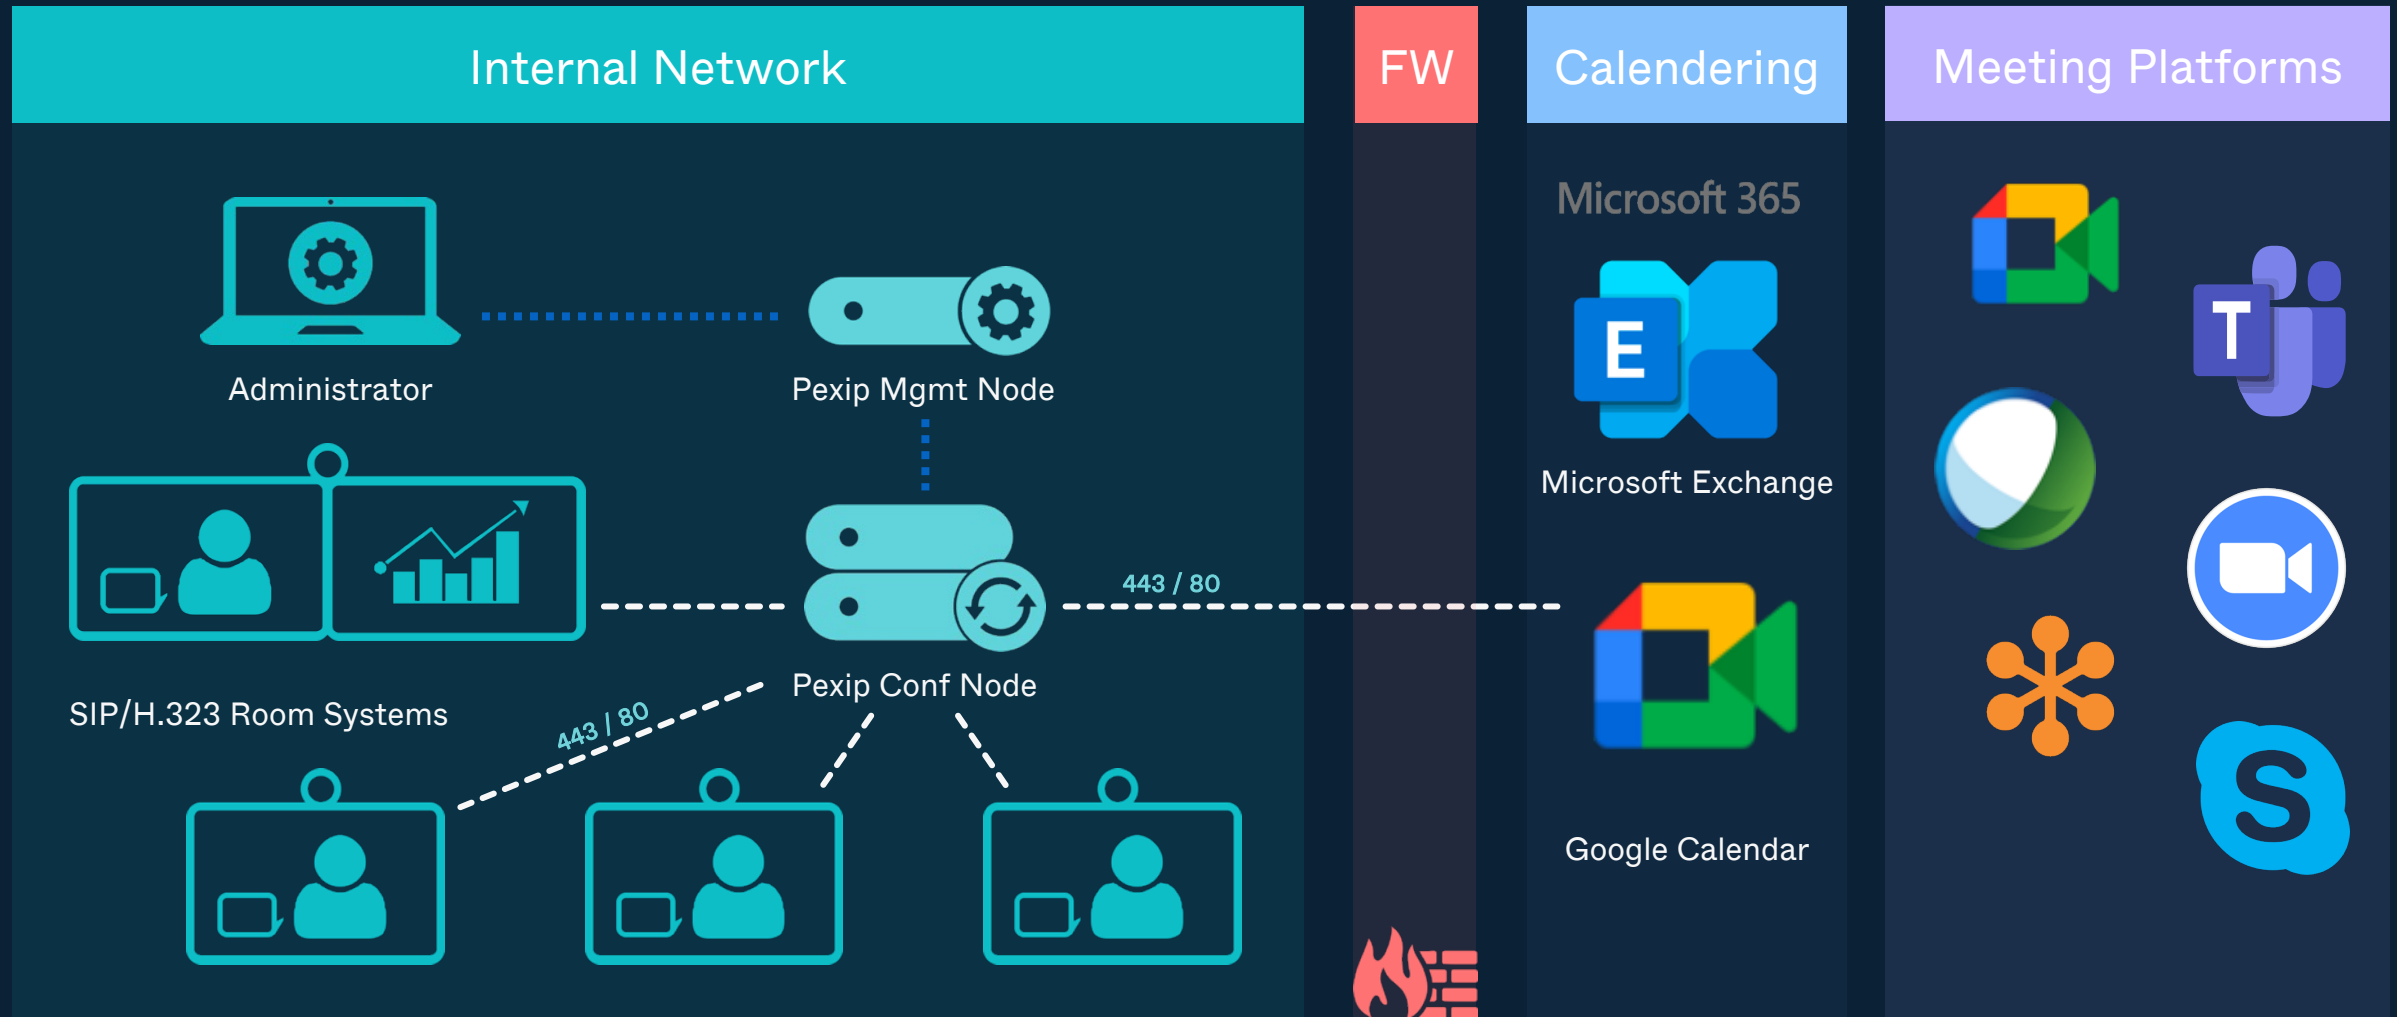 Internal Network
FW
Calendering
Meeting Platforms
Microsoft 365
Administrator
Pexip Mgmt Node
E
T
Microsoft Exchange
443 / 80
Pexip Conf Node
SIP/H.323 Room Systems
443 / 80
S
Google Calendar